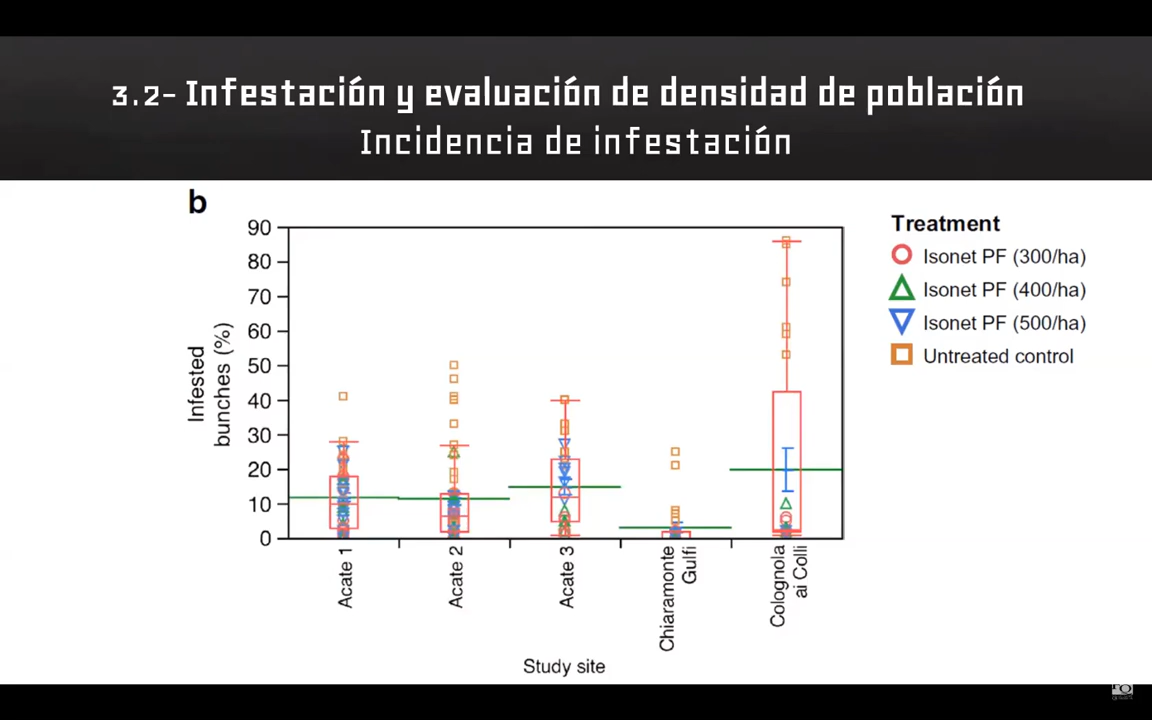 3.2- Infestación y evaluación de densidad de población
Incidencia de infestación
b
Treatment
Isonet PF (300/ha)
Isonet PF (400/ha)
Isonet PF (500/ha)
Untreated control
Infested
bunches (%)
90
80
70
60
50
40
30
20
10
0
Acate 1
Acate 2
Acate 3
Chiaramonte
Gulfi
Colognola
ai Colli
Study site